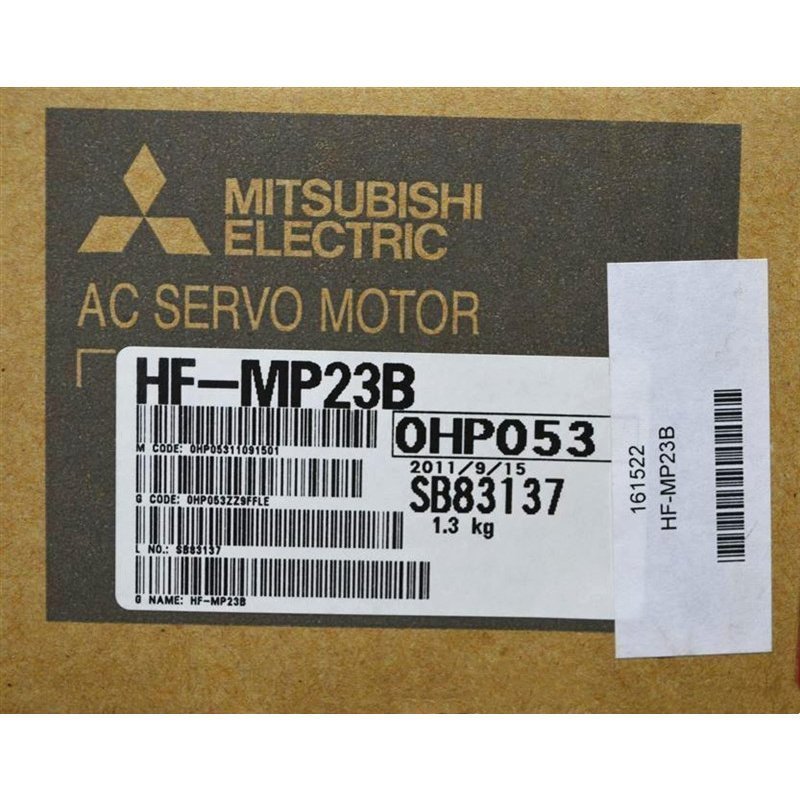 MITSUBISHI
ELECTRIC
AC SERVO MOTOR
HF-MP23B
0HP053
M CODE: 0HP05311091501
2011/9/15
SB83137
G CODE: 0HP053ZZ9FFLE
1.3 kg
L NO.: SB83137
G NAME: HF-MP23B
161522
HF-MP23B